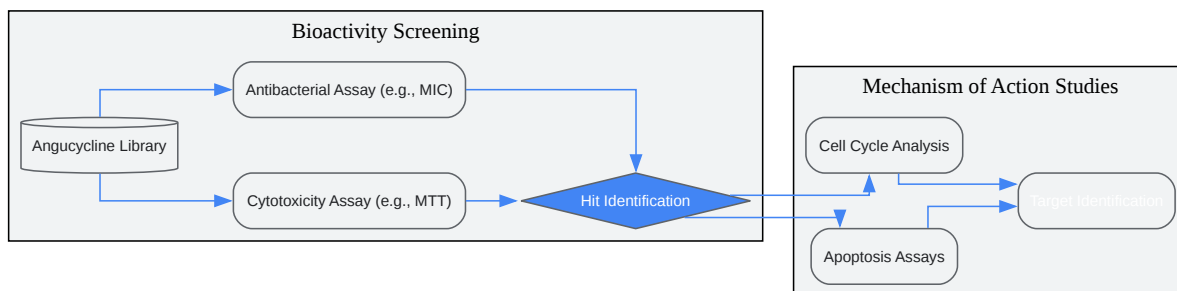 Bioactivity Screening
Antibacterial Assay (e.g., MIC)
Angucycline Library
Cytotoxicity Assay (e.g., MTT)
Hit Identification
Mechanism of Action Studies
Cell Cycle Analysis
Target Identification
Apoptosis Assays